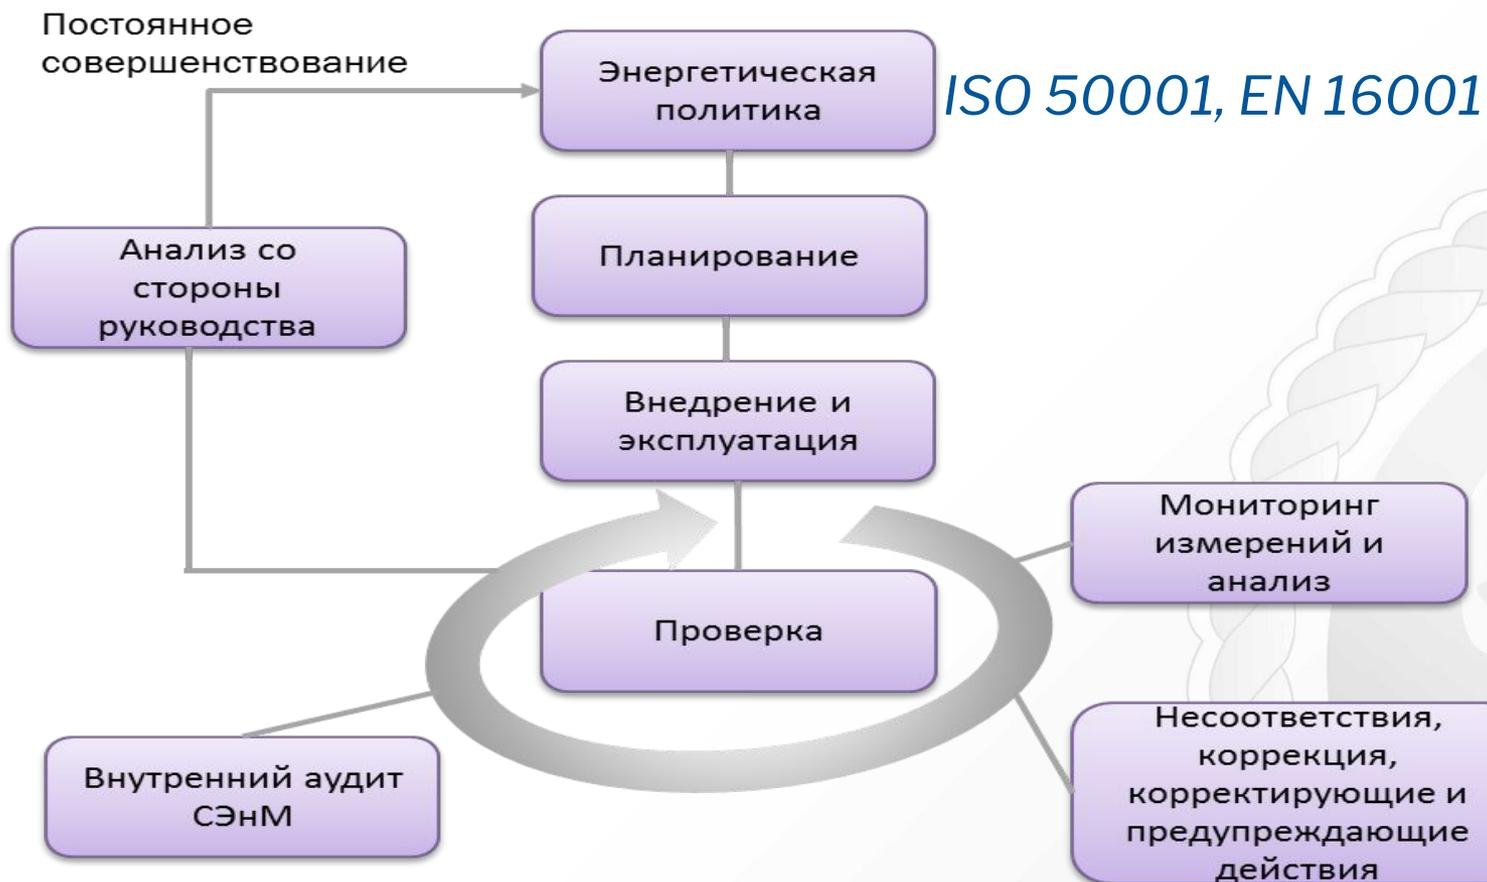 Постоянное
совершенствование
Энергетическая
политика
ISO 50001, EN 16001
Анализ со
стороны
руководства
Планирование
Внедрение и
эксплуатация
Мониторинг
измерений и
анализ
Проверка
Внутренний аудит
СЭнМ
Несоответствия,
коррекция,
корректирующие и
предупреждающие
действия